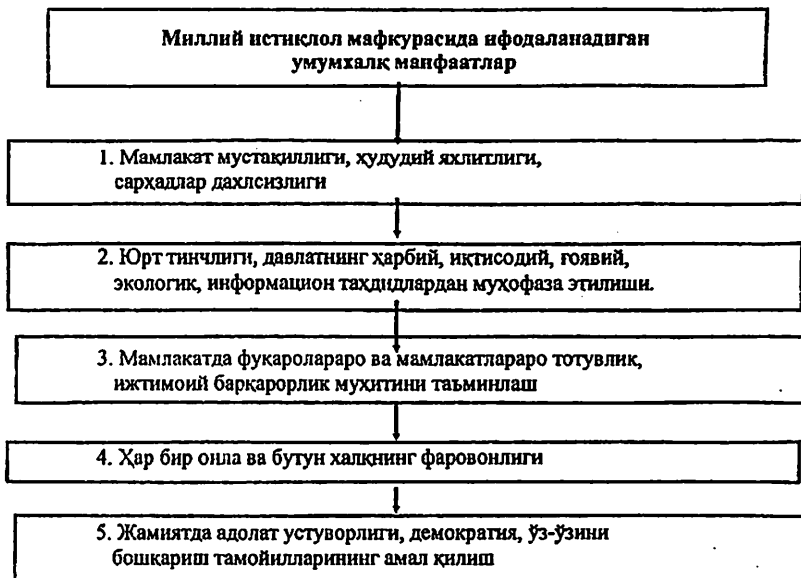 Миллий истиқлол мафкурасида ифодаланадиган
умумхалқ манфаатлар
1. Мамлакат мустақиллиги, ҳудудий яхлитлиги,
сарҳадлар дахлсизлиги
2. Юрт тинчлиги, давлатнинг ҳарбий, иқтисодий, ғоявий,
экологик, информацион таҳдидлардан муҳофаза этилиши.
3. Мамлакатда фуқаролараро ва мамлакатлараро тотувлик,
ижтимоий барқарорлик муҳитини таъминлаш
4. Ҳар бир оила ва бутун халқнинг фаровонлиги
5. Жамиятда адолат устуворлиги, демократия, ўз-ўзини
бошқариш тамойилларининг амал қилиш